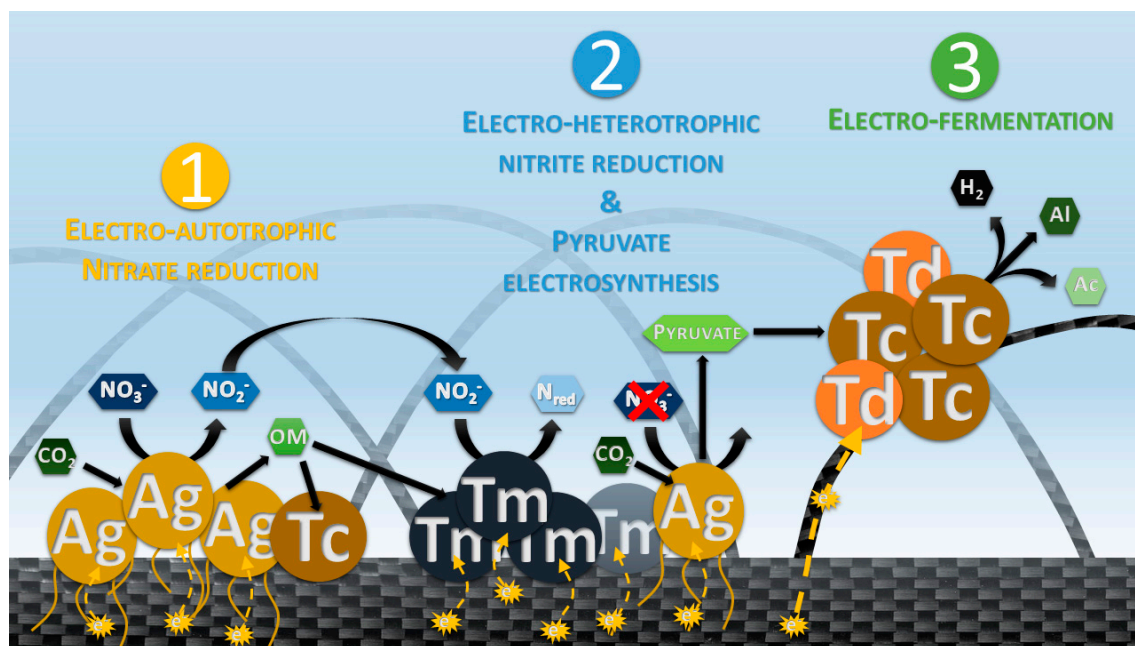 1
ELECTRO-AUTOTROPHIC
NITRATE REDUCTION
2
ELECTRO-HETEROTROPHIC
NITRITE REDUCTION
&
PYRUVATE
ELECTROSYNTHESIS
3
ELECTRO-FERMENTATION
NO₃⁻
NO₂⁻
CO₂
OM
Ag
Ag
Ag
Tc
e⁻
e⁻
e⁻
NO₂⁻
Nred
Tm
Tm
Tm
Tm
e⁻
e⁻
e⁻
e⁻
NO₃⁻
CO₂
Ag
e⁻
PYRUVATE
Td
Tc
Tc
Td
Tc
H₂
Al
Ac
e⁻
e⁻